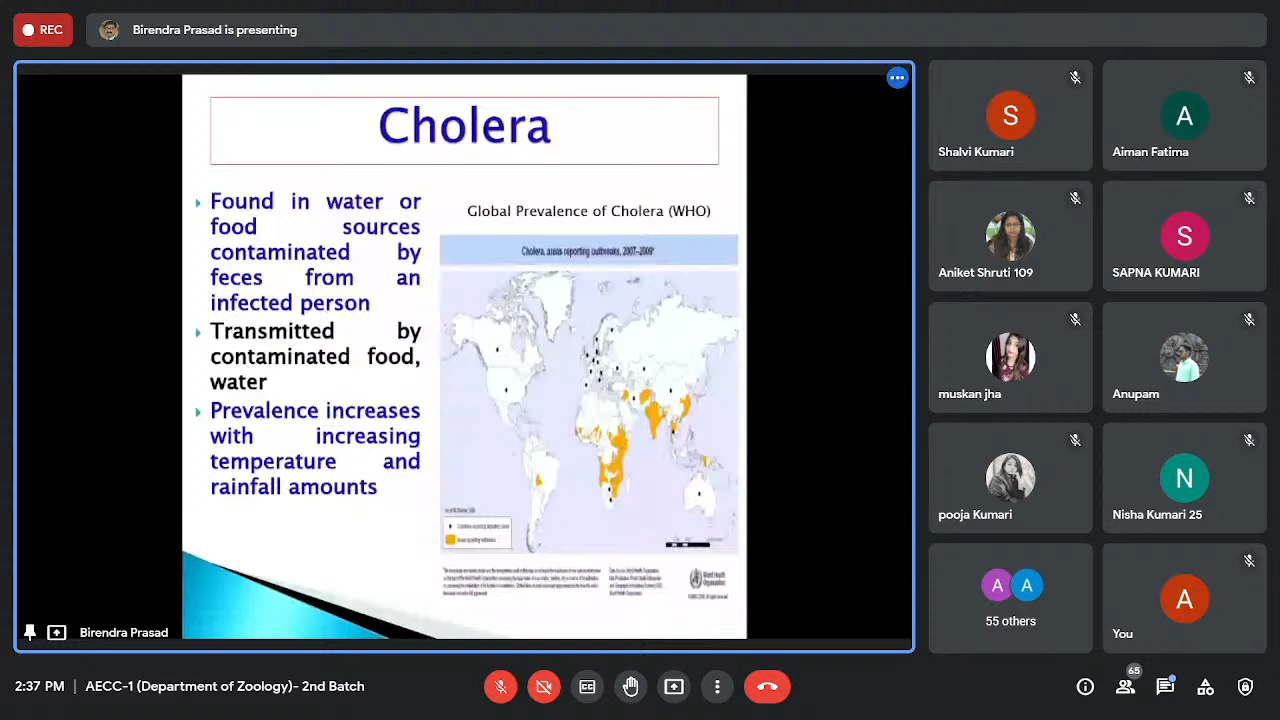 REC
Birendra Prasad is presenting
Cholera
Found in water or
food sources
contaminated by
feces from an
infected person
Transmitted by
contaminated food,
water
Prevalence increases
with increasing
temperature and
rainfall amounts
Global Prevalence of Cholera (WHO)
Cholera, areas reporting outbreaks, 2007–2009*
World Health
Organization
Birendra Prasad
S
Shalvi Kumari
A
Aiman Fatima
Aniket Shruti 109
S
SAPNA KUMARI
muskan jha
Anupam
pooja Kumari
N
Nisha Kumari 25
A A
55 others
A
You
2:37 PM | AECC-1 (Department of Zoology)- 2nd Batch
65